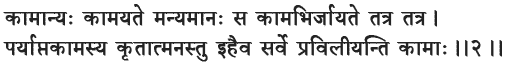 कामान्यः कामयते मन्यमानः स कामभिर्जायते तत्र तत्र ।
पर्याप्तकामस्य कृतात्मनस्तु इहैव सर्वे प्रविलीयन्ति कामाः ।।२ ।।